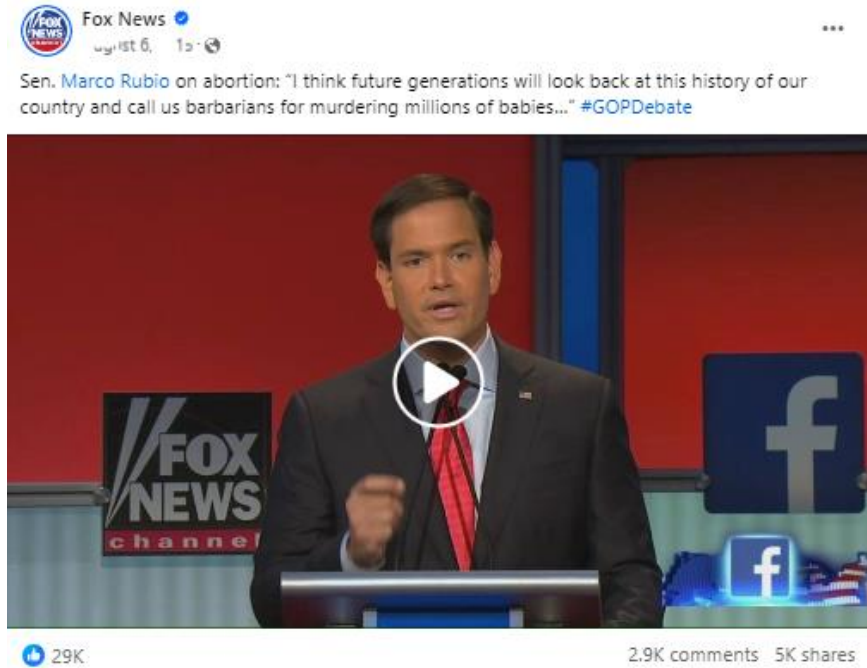 Fox News
6,
Sen. Marco Rubio on abortion: "I think future generations will look back at this history of our
country and call us barbarians for murdering millions of babies..." #GOPDebate
FOX
NEWS
channel
f
f
29K
2.9K comments 5K shares